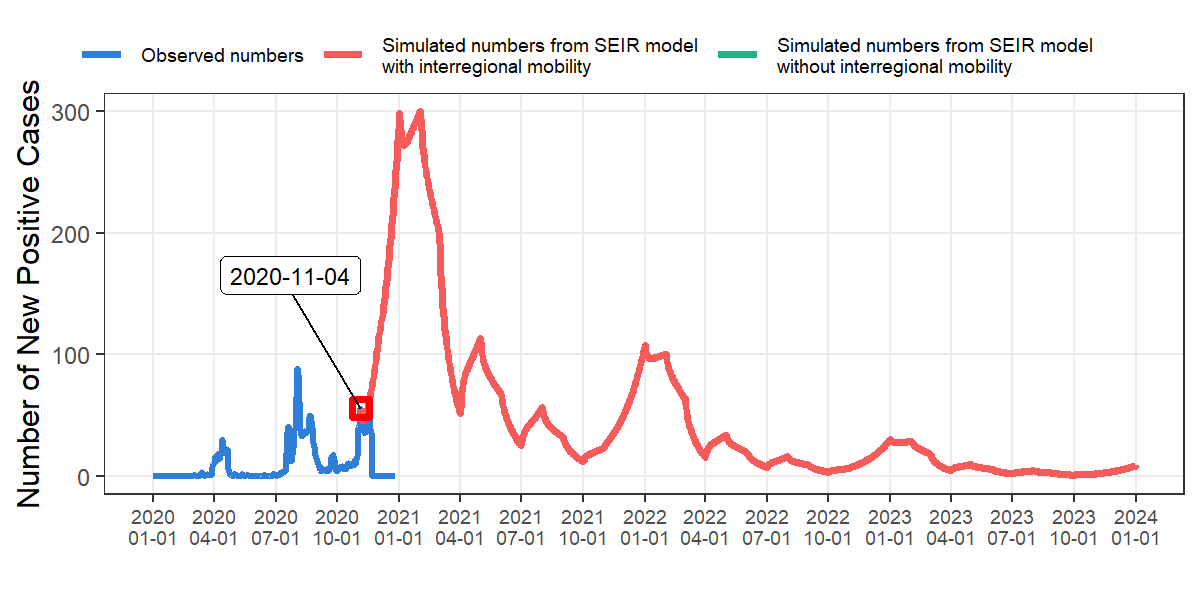 Observed numbers
Simulated numbers from SEIR model
with interregional mobility
Simulated numbers from SEIR model
without interregional mobility
Number of New Positive Cases
300
200
100
0
2020-11-04
2020 2020 2020 2020 2021 2021 2021 2021 2022 2022 2022 2022 2023 2023 2023 2023 2024
01-01 04-01 07-01 10-01 01-01 04-01 07-01 10-01 01-01 04-01 07-01 10-01 01-01 04-01 07-01 10-01 01-01